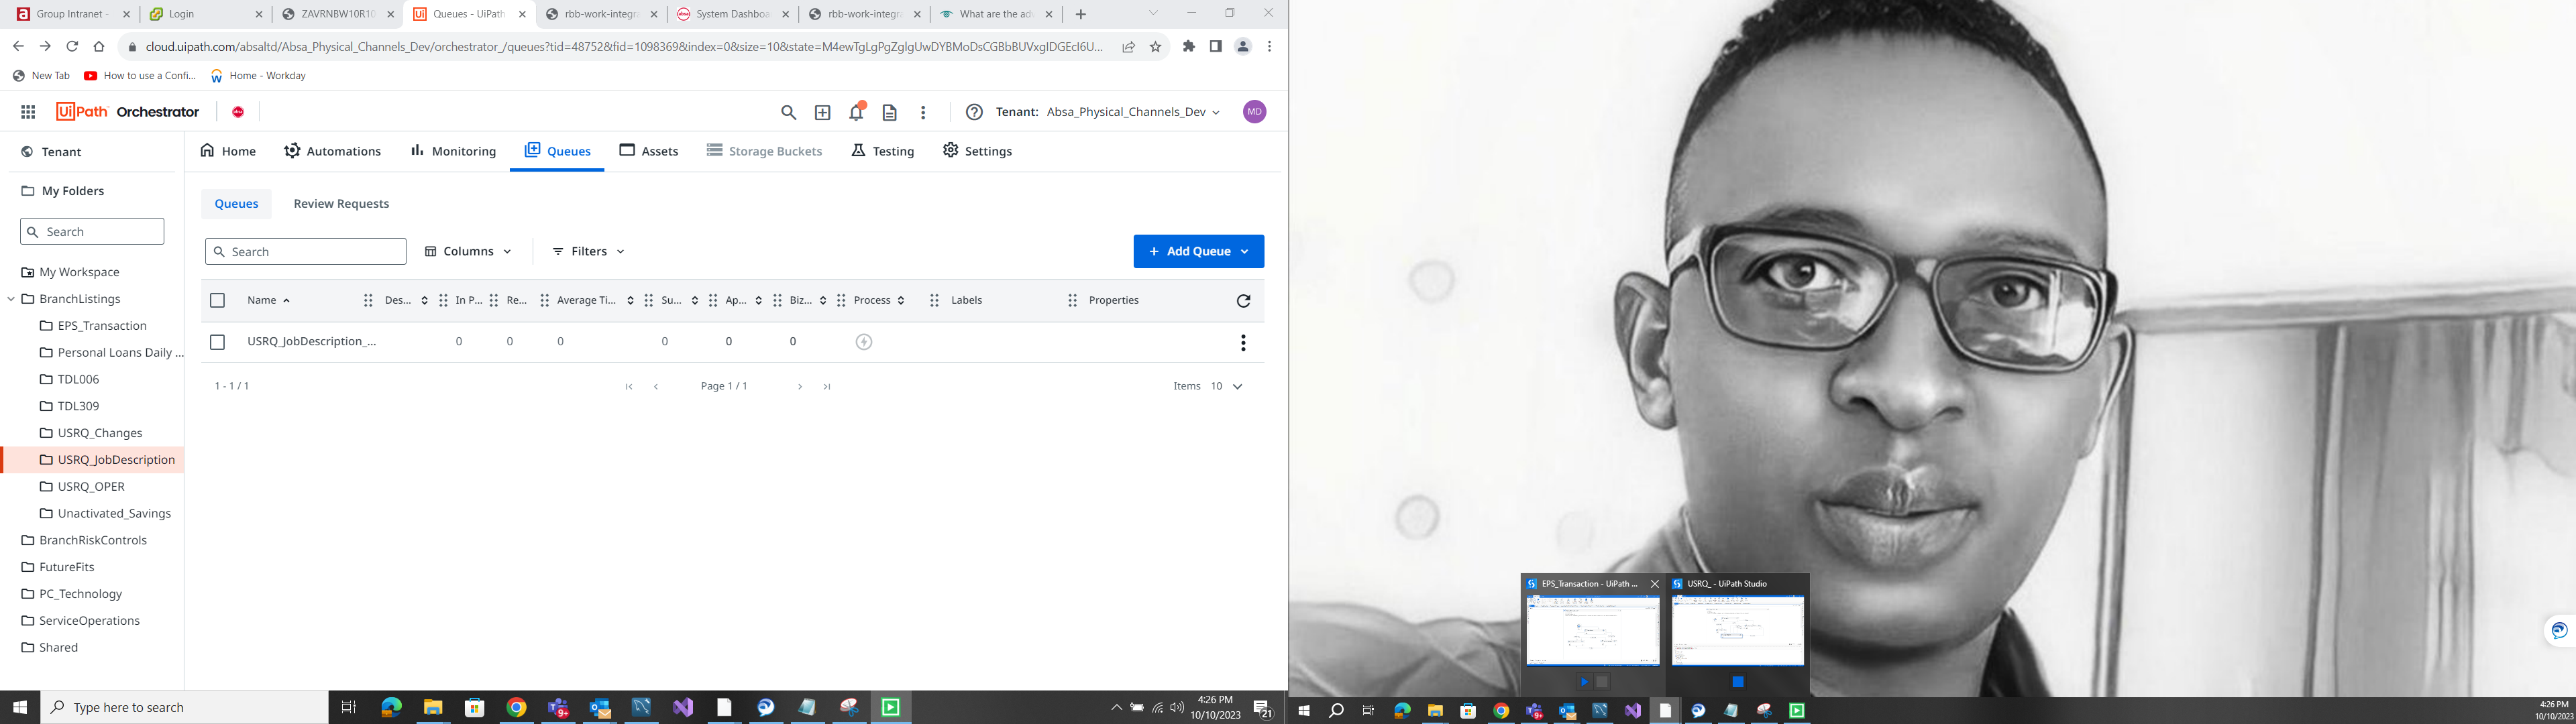 Group Intranet -
Login
ZAVRNBW10R10
Queues - UiPath
rbb-work-integr
System Dashboa
rbb-work-integr
What are the ad
cloud.uipath.com/absaltd/Absa_Physical_Channels_Dev/orchestrator_/queues?tid=48752&fid=1098369&index=0&size=10&state=M4ewTgLgPgZglgUwDYBMoDsCGBbBUVxgIDGEcI6U...
New Tab
How to use a Confi...
Home - Workday
UiPath Orchestrator
Tenant: Absa_Physical_Channels_Dev
MD
Tenant
Home
Automations
Monitoring
Queues
Assets
Storage Buckets
Testing
Settings
My Folders
Queues
Review Requests
Search
Search
Columns
Filters
+ Add Queue
My Workspace
BranchListings
EPS_Transaction
Personal Loans Daily ...
TDL006
TDL309
USRQ_Changes
USRQ_JobDescription
USRQ_OPER
Unactivated_Savings
BranchRiskControls
FutureFits
PC_Technology
ServiceOperations
Shared
Name Des... In P... Re... Average Ti... Su... Ap... Biz... Process Labels Properties
USRQ_JobDescription_... 0 0 0 0 0 0
1 - 1 / 1
Page 1 / 1
Items 10
EPS_Transaction - UiPath ...
USRQ_ - UiPath Studio
Type here to search
9+
4:26 PM
10/10/2023
21
9+
4:26 PM
10/10/2023